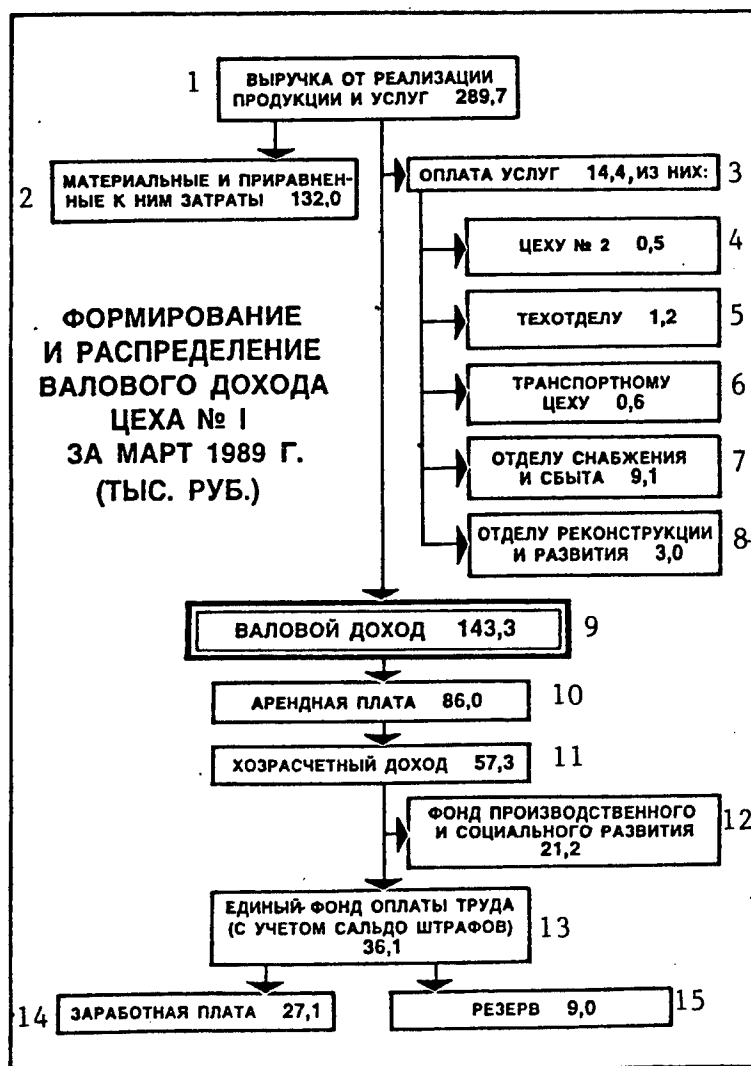 1
ВЫРУЧКА ОТ РЕАЛИЗАЦИИ
ПРОДУКЦИИ И УСЛУГ 289,7
2
МАТЕРИАЛЬНЫЕ И ПРИРАВНЕН-
НЫЕ К НИМ ЗАТРАТЫ 132,0
ОПЛАТА УСЛУГ 14,4, ИЗ НИХ:
3
ЦЕХУ № 2 0,5
4
ТЕХОТДЕЛУ 1,2
5
ТРАНСПОРТНОМУ
ЦЕХУ 0,6
6
ОТДЕЛУ СНАБЖЕНИЯ
И СБЫТА 9,1
7
ОТДЕЛУ РЕКОНСТРУКЦИИ
И РАЗВИТИЯ 3,0
8
ФОРМИРОВАНИЕ
И РАСПРЕДЕЛЕНИЕ
ВАЛОВОГО ДОХОДА
ЦЕХА № I
ЗА МАРТ 1989 Г.
(ТЫС. РУБ.)
ВАЛОВОЙ ДОХОД 143,3
9
АРЕНДНАЯ ПЛАТА 86,0
10
ХОЗРАСЧЕТНЫЙ ДОХОД 57,3
11
ФОНД ПРОИЗВОДСТВЕННОГО
И СОЦИАЛЬНОГО РАЗВИТИЯ
21,2
12
ЕДИНЫЙ ФОНД ОПЛАТЫ ТРУДА
(С УЧЕТОМ САЛЬДО ШТРАФОВ)
36,1
13
14
ЗАРАБОТНАЯ ПЛАТА 27,1
РЕЗЕРВ 9,0
15